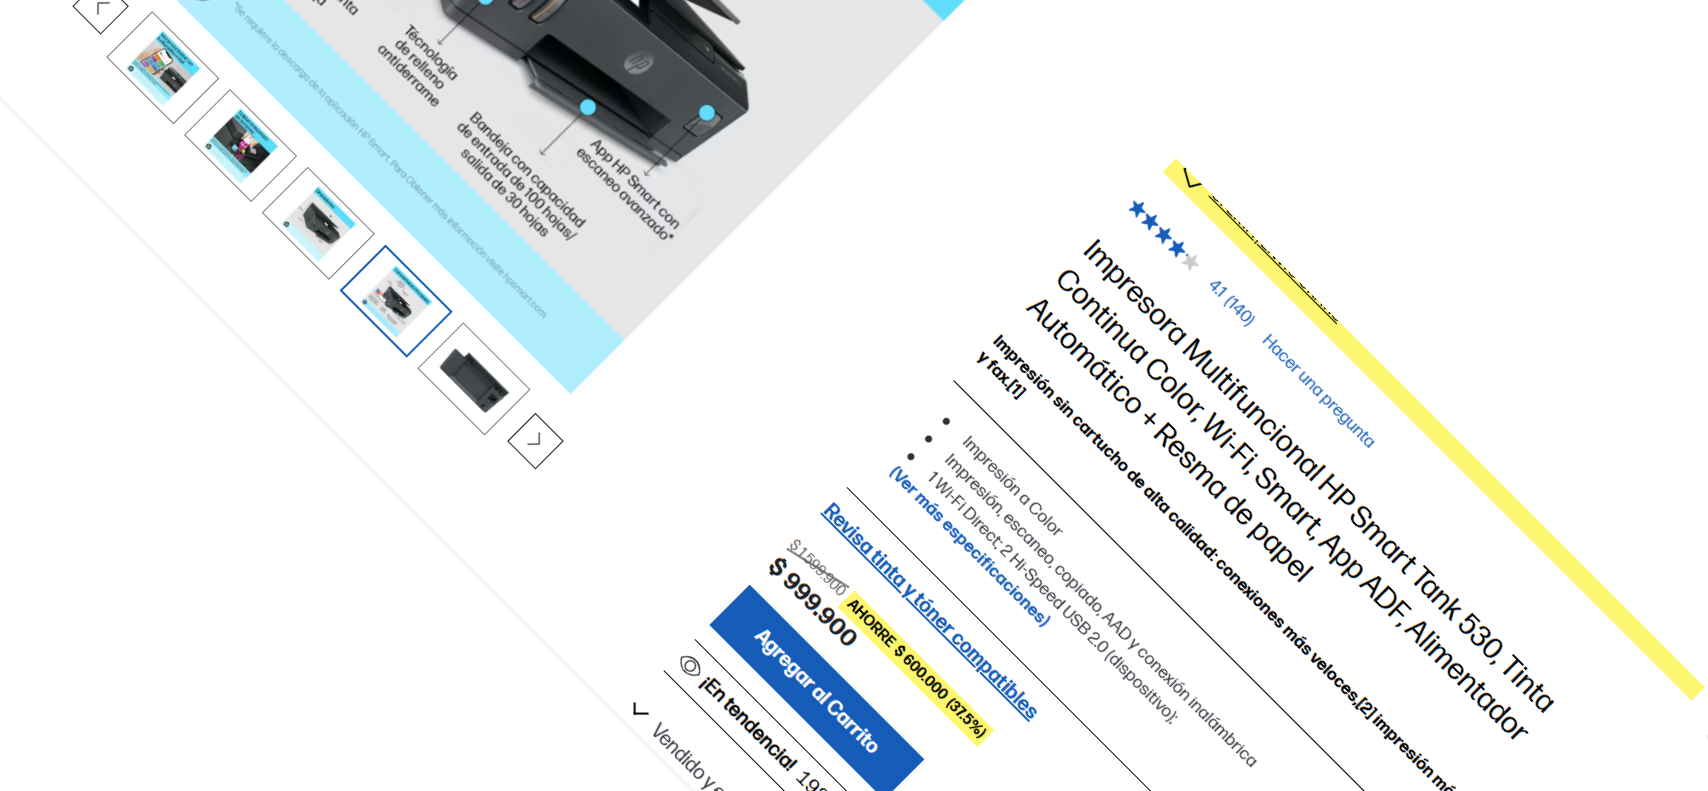 Tecnología
de relleno
antiderrame
Bandeja con capacidad
de entrada de 100 hojas/
salida de 30 hojas
App HP Smart con
escaneo avanzado*
*Se requiere la descarga de la aplicación HP Smart. Para Obtener más información visite hpsmart.com
4.1 (140) Hacer una pregunta
Impresora Multifuncional HP Smart Tank 530, Tinta
Continua Color, Wi-Fi, Smart, App ADF, Alimentador
Automático + Resma de papel
Impresión sin cartucho de alta calidad: conexiones más veloces,[2] impresión
y fax.[1]
Impresión a Color
Impresión, escaneo, copiado, AAD y conexión inalámbrica
1 Wi-Fi Direct; 2 Hi-Speed USB 2.0 (dispositivo);
(Ver más especificaciones)
Revisa tinta y tóner compatibles
$ 1.599.900
$ 999.900
AHORRE $ 600.000 (37.5%)
Agregar al Carrito
¡En tendencia!
Vendido y